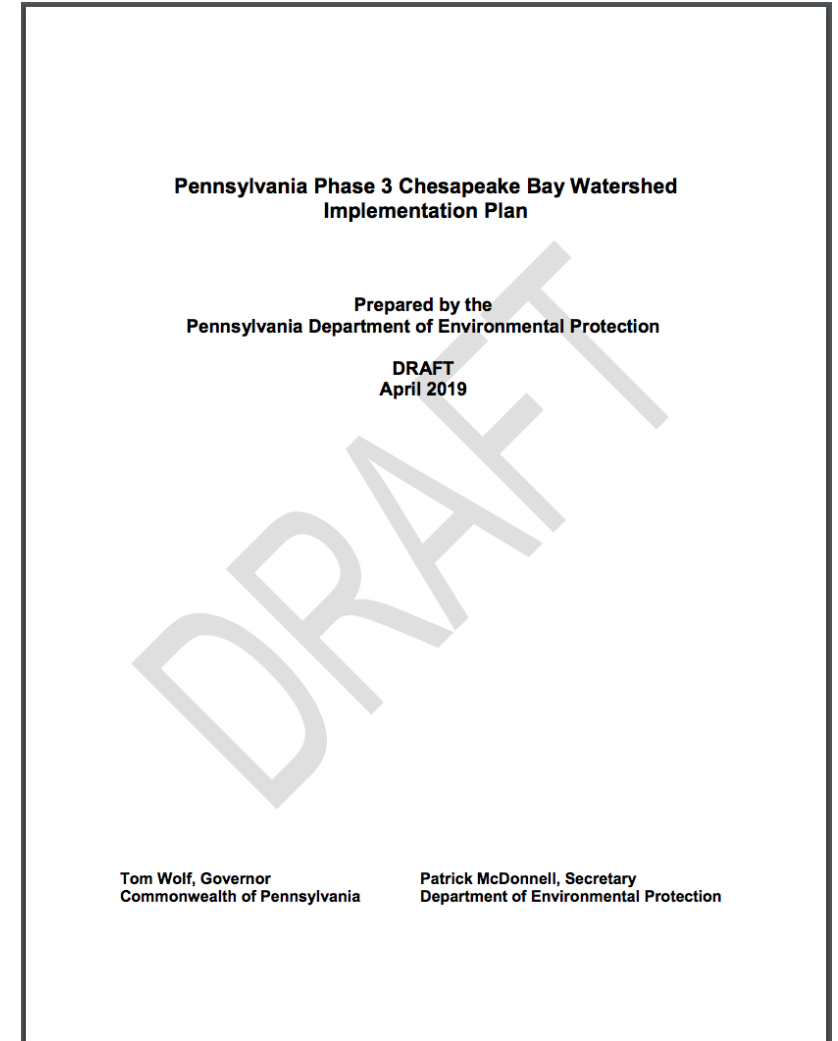 Pennsylvania Phase 3 Chesapeake Bay Watershed
Implementation Plan
Prepared by the
Pennsylvania Department of Environmental Protection
DRAFT
April 2019
DRAFT
Tom Wolf, Governor
Commonwealth of Pennsylvania
Patrick McDonnell, Secretary
Department of Environmental Protection